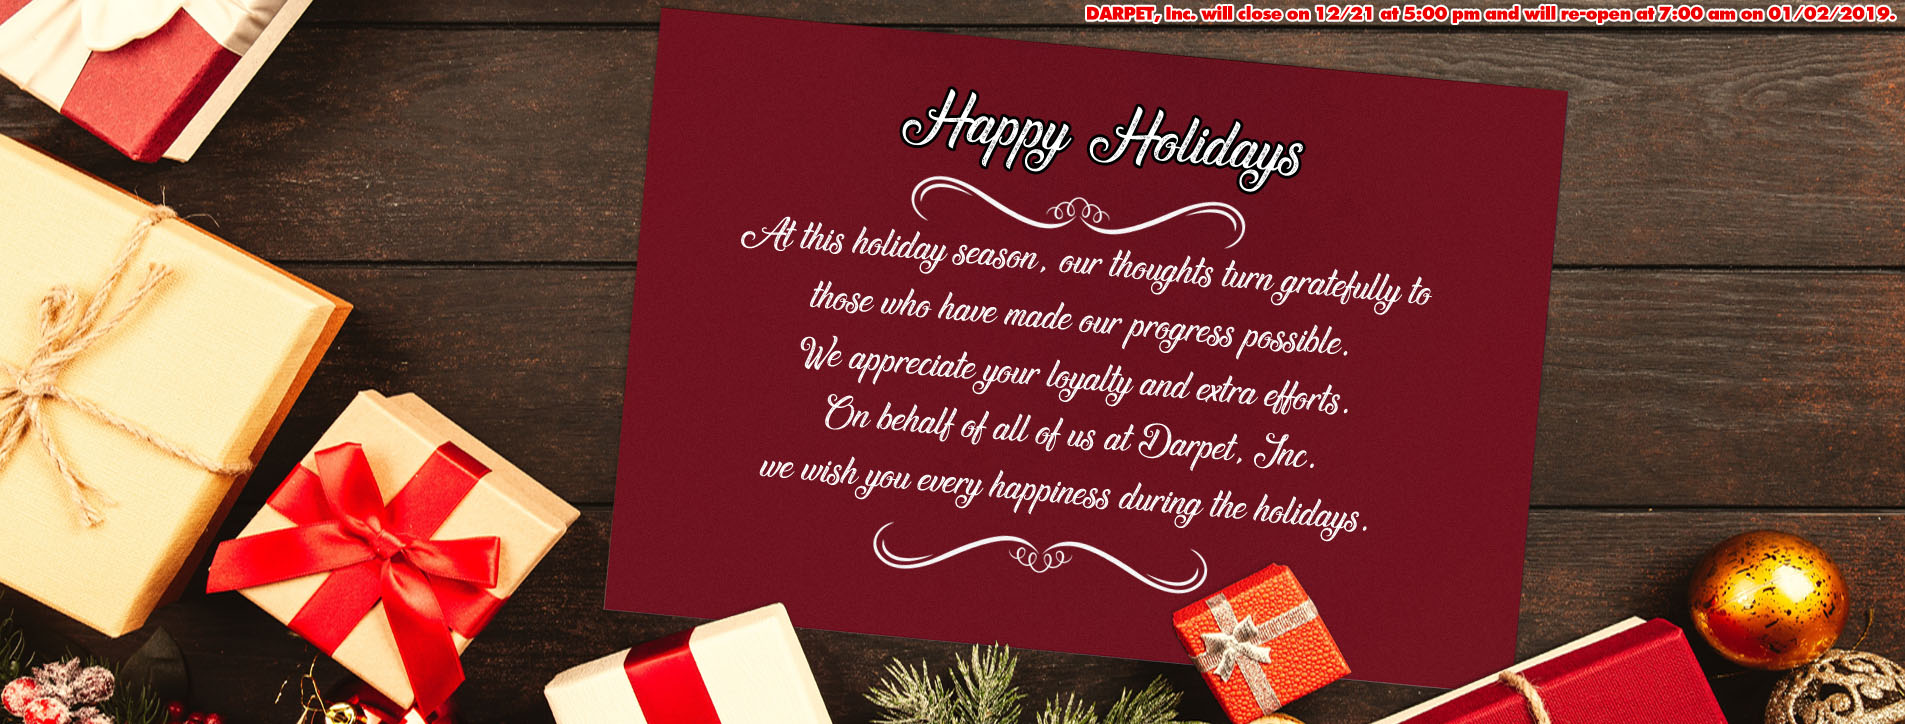 DARPET, Inc. will close on 12/21 at 5:00 pm and will re-open at 7:00 am on 01/02/2019.
Happy Holidays
At this holiday season, our thoughts turn gratefully to
those who have made our progress possible.
We appreciate your loyalty and extra efforts.
On behalf of all of us at Darpet, Inc.
we wish you every happiness during the holidays.